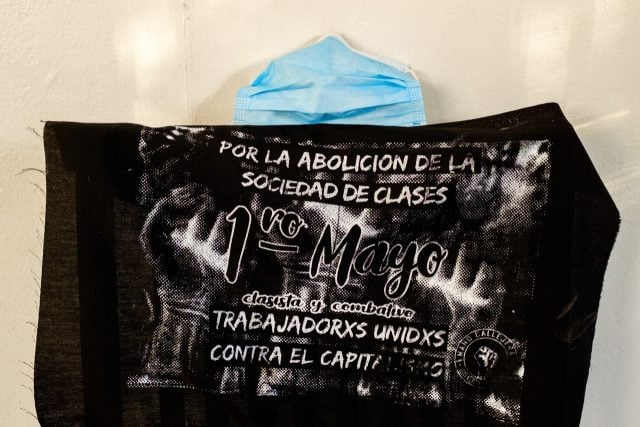 POR LA ABOLICION DE LA
SOCIEDAD DE CLASES
1ro Mayo
clasista y combativo
TRABAJADORXS UNIDXS
CONTRA EL CAPITALISMO